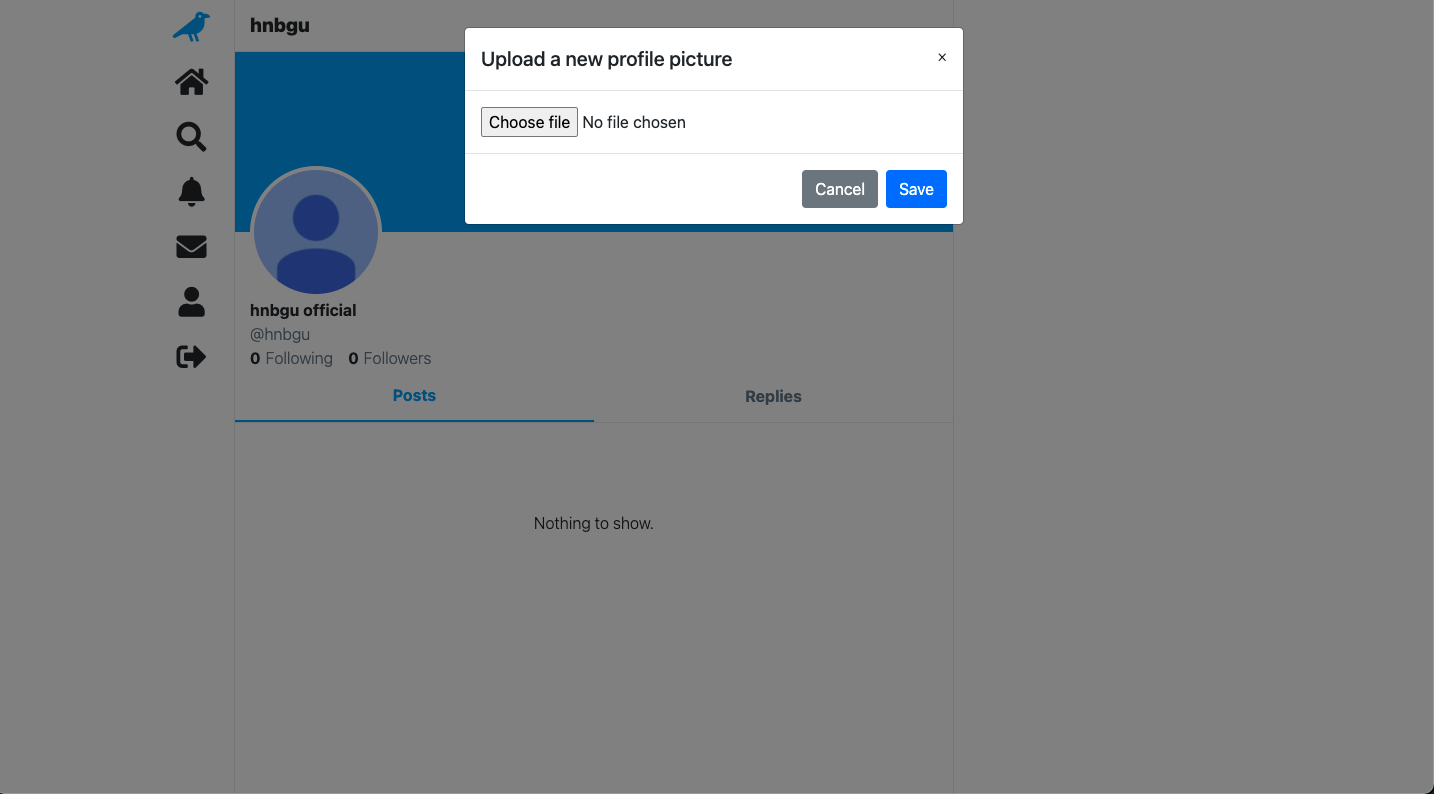 hnbgu
Upload a new profile picture ×
Choose file No file chosen
Cancel Save
hnbgu official
@hnbgu
0 Following 0 Followers
Posts Replies
Nothing to show.